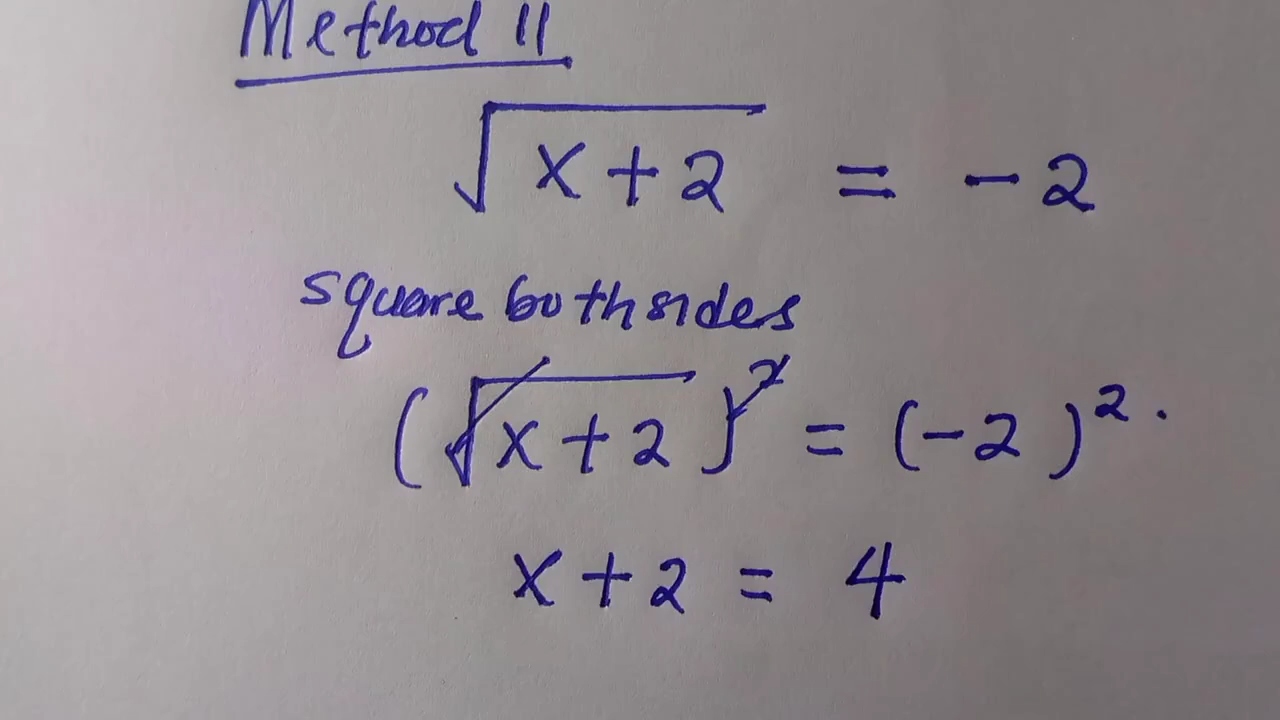 Method II
√x+2 = -2
square both sides
(√x+2)² = (-2)².
x+2 = 4